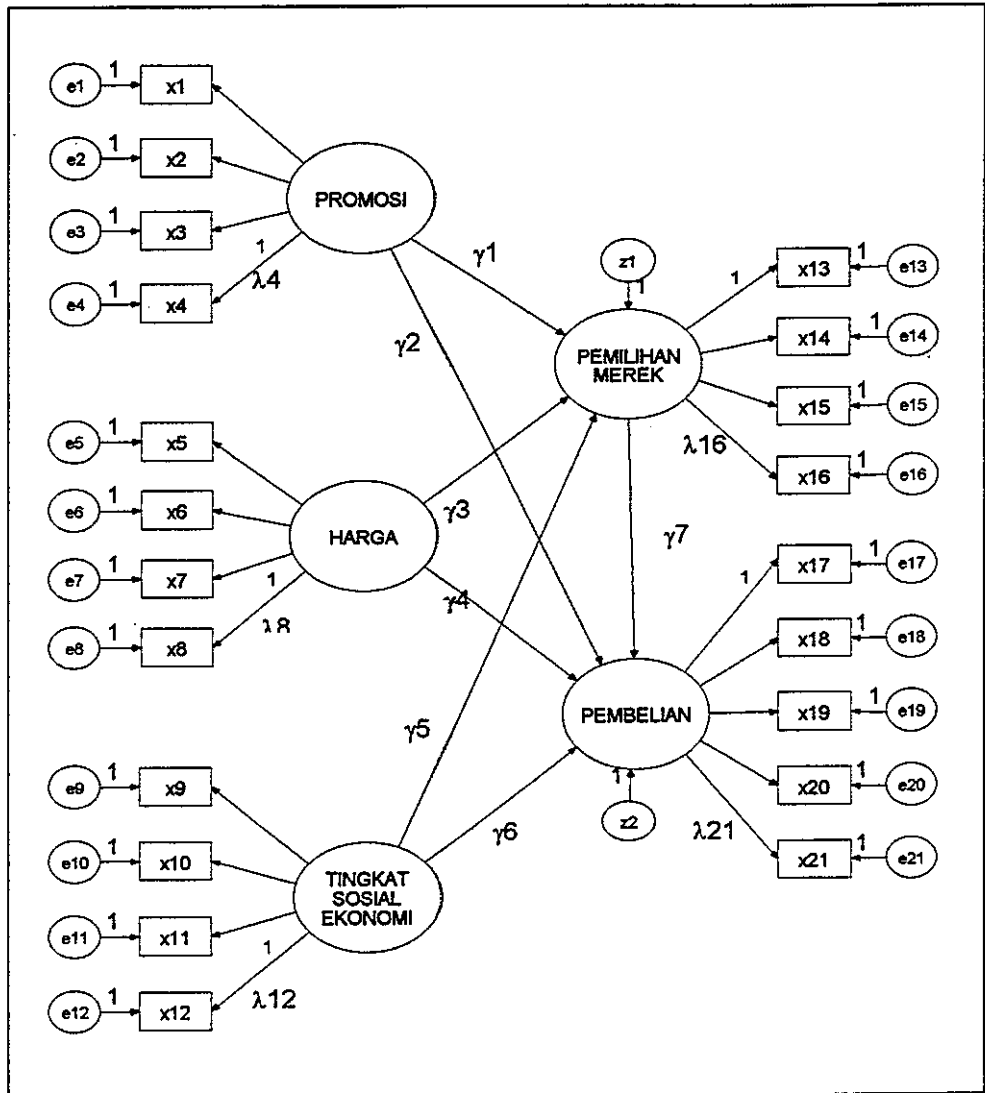 e1 1 x1
e2 1 x2
e3 1 x3
e4 1 x4
1
λ4
PROMOSI
γ1
γ2
e5 1 x5
e6 1 x6
e7 1 x7
e8 1 x8
1
λ8
HARGA
γ3
γ4
e9 1 x9
e10 1 x10
e11 1 x11
e12 1 x12
1
λ12
TINGKAT
SOSIAL
EKONOMI
γ5
γ6
z1
1
PEMILIHAN
MEREK
γ7
1
λ16
x13 1 e13
x14 1 e14
x15 1 e15
x16 1 e16
PEMBELIAN
1
z2
1
λ21
x17 1 e17
x18 1 e18
x19 1 e19
x20 1 e20
x21 1 e21